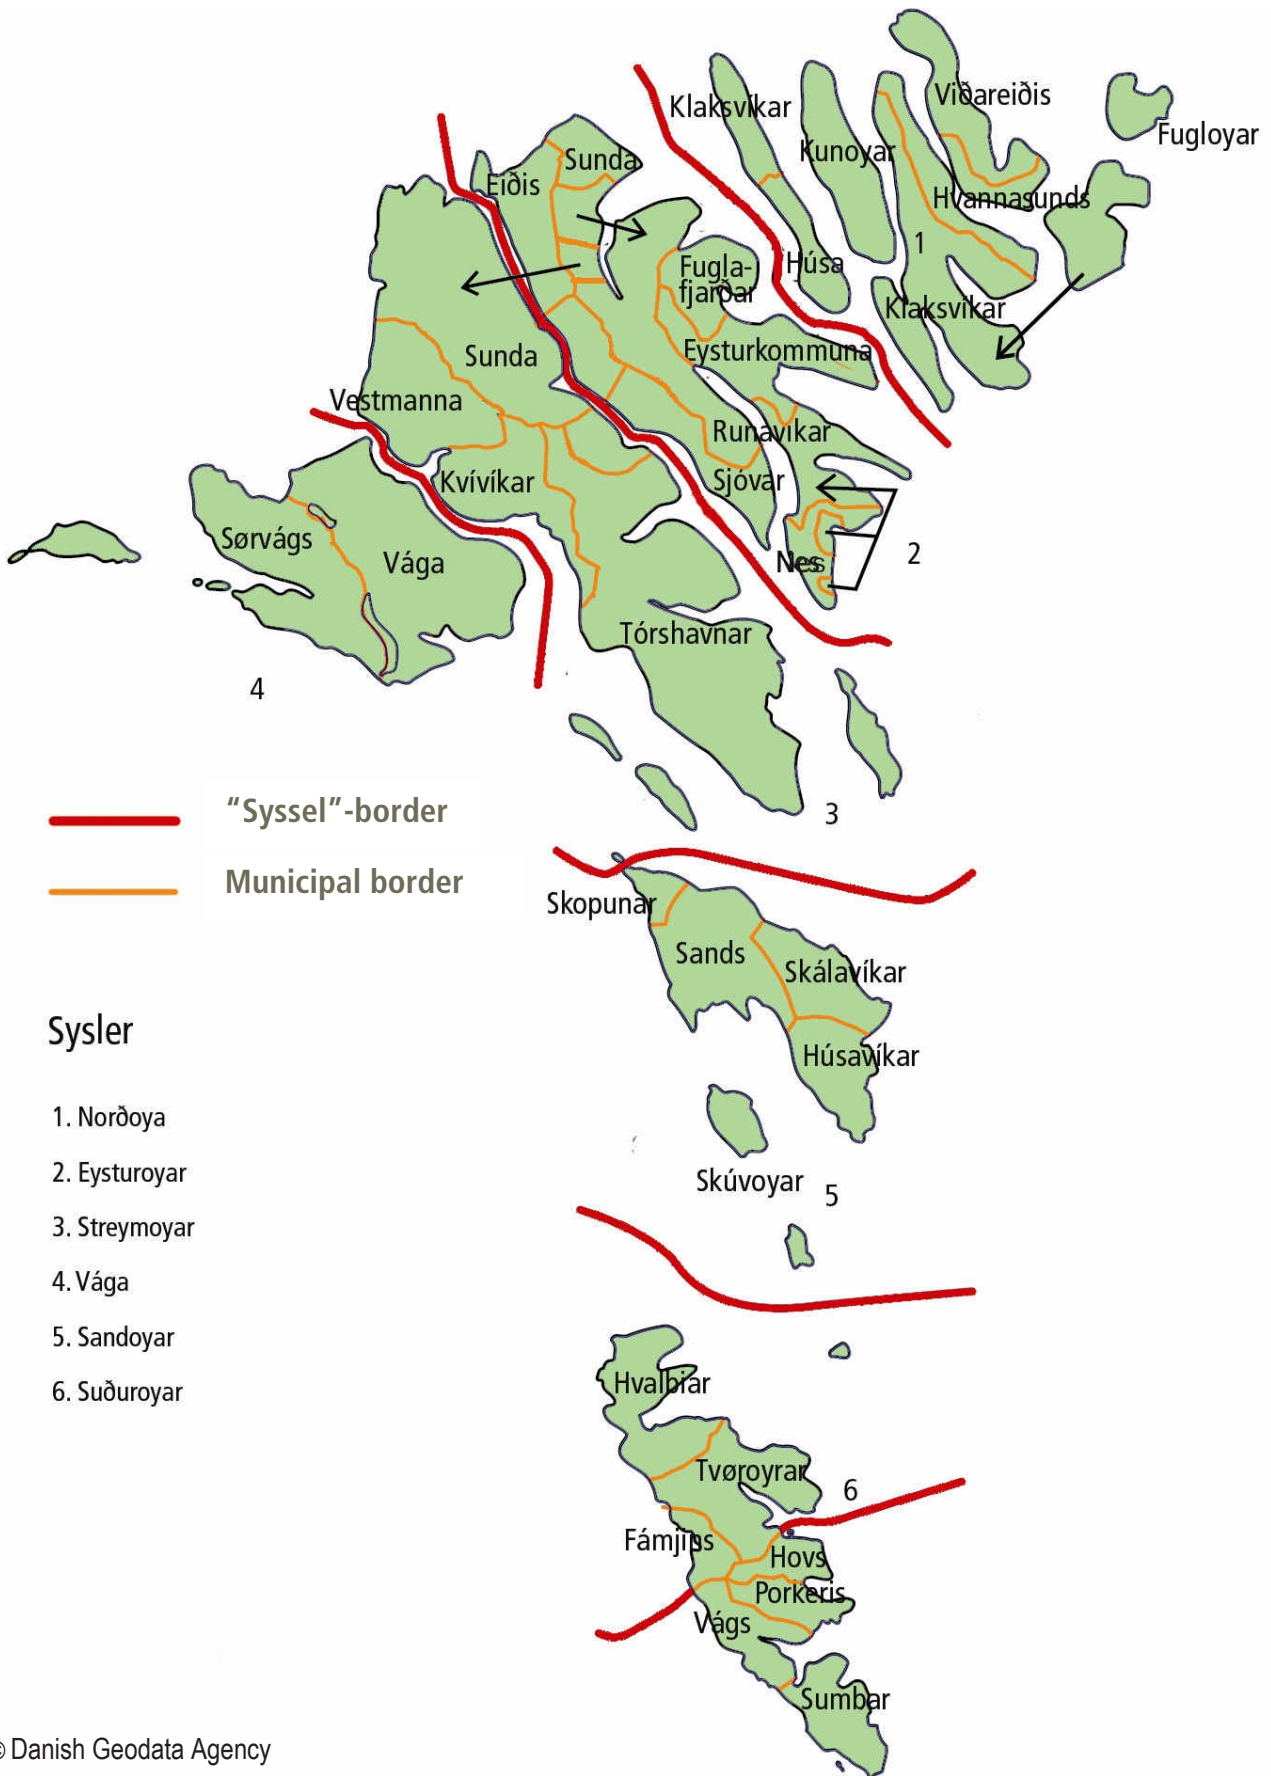 Klaksvíkar
Kunoyar
Viðareiðis
Fugloyar
Sunda
Eiðis
Hvannasunds
1
Fugla-
fjarðar
Húsa
Klaksvíkar
Sunda
Eysturkommuna
Vestmanna
Runavíkar
Kvívíkar
Sjóvar
Sørvágs
Vága
Nes
2
Tórshavnar
4
3
“Syssel”-border
Municipal border
Skopunar
Sands
Skálavíkar
Húsavíkar
Skúvoyar
5
Sysler
1. Norðoya
2. Eysturoyar
3. Streymoyar
4. Vága
5. Sandoyar
6. Suðuroyar
Hvalbiar
Tvøroyrar
6
Fámjins
Hovs
Porkeris
Vágs
Sumbar
© Danish Geodata Agency